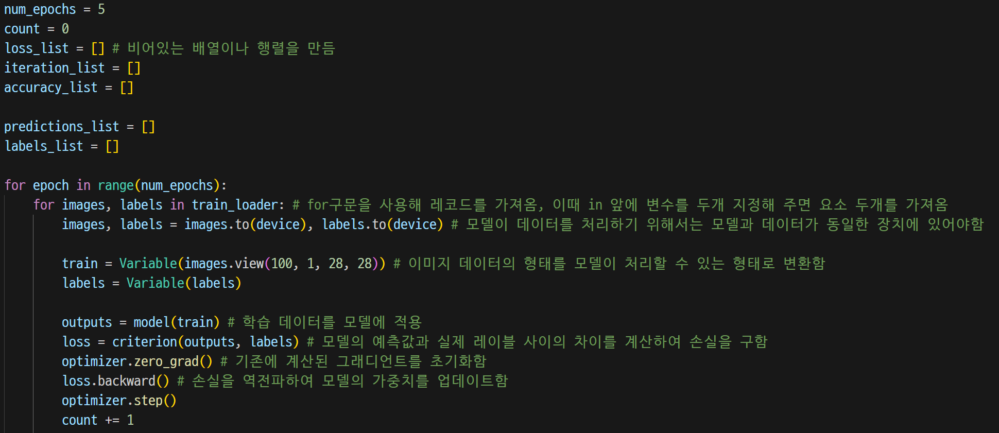 num_epochs = 5
count = 0
loss_list = [] # 비어있는 배열이나 행렬을 만듬
iteration_list = []
accuracy_list = []
predictions_list = []
labels_list = []
for epoch in range(num_epochs):
for images, labels in train_loader: # for구문을 사용해 레코드를 가져옴, 이때 in 앞에 변수를 두개 지정해 주면 요소 두개를 가져옴
images, labels = images.to(device), labels.to(device) # 모델이 데이터를 처리하기 위해서는 모델과 데이터가 동일한 장치에 있어야함
train = Variable(images.view(100, 1, 28, 28)) # 이미지 데이터의 형태를 모델이 처리할 수 있는 형태로 변환함
labels = Variable(labels)
outputs = model(train) # 학습 데이터를 모델에 적용
loss = criterion(outputs, labels) # 모델의 예측값과 실제 레이블 사이의 차이를 계산하여 손실을 구함
optimizer.zero_grad() # 기존에 계산된 그래디언트를 초기화함
loss.backward() # 손실을 역전파하여 모델의 가중치를 업데이트함
optimizer.step()
count += 1